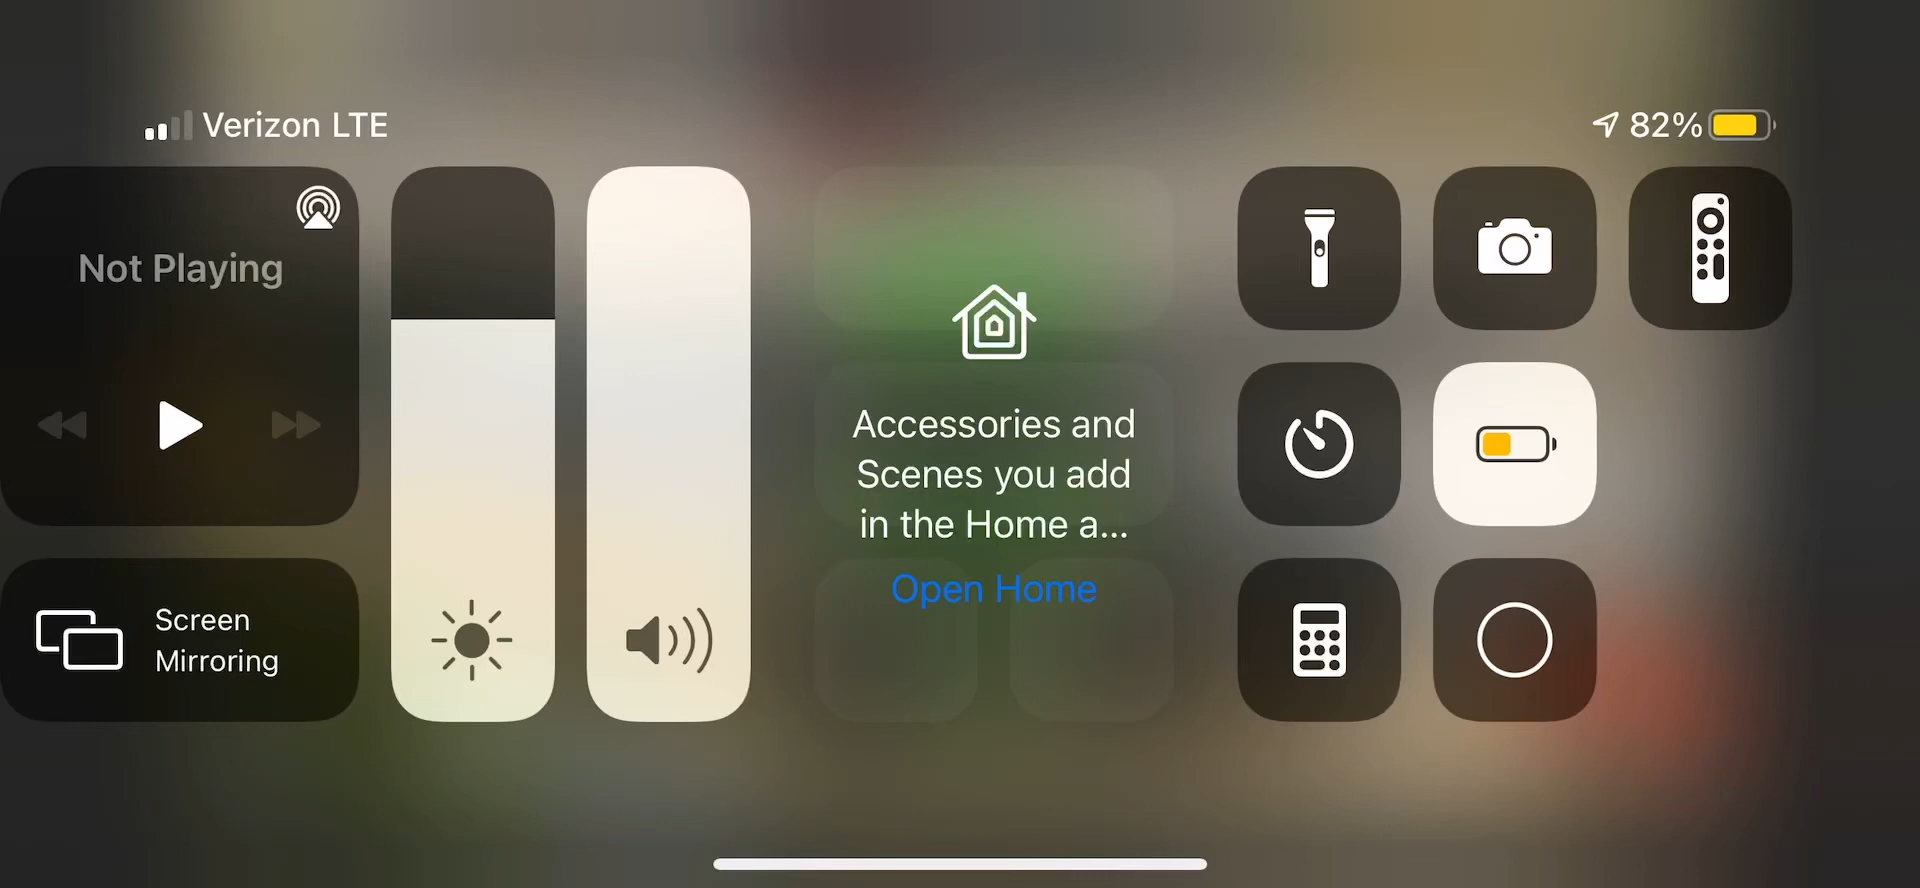 Verizon LTE
82%
Not Playing
Screen
Mirroring
Accessories and
Scenes you add
in the Home a...
Open Home